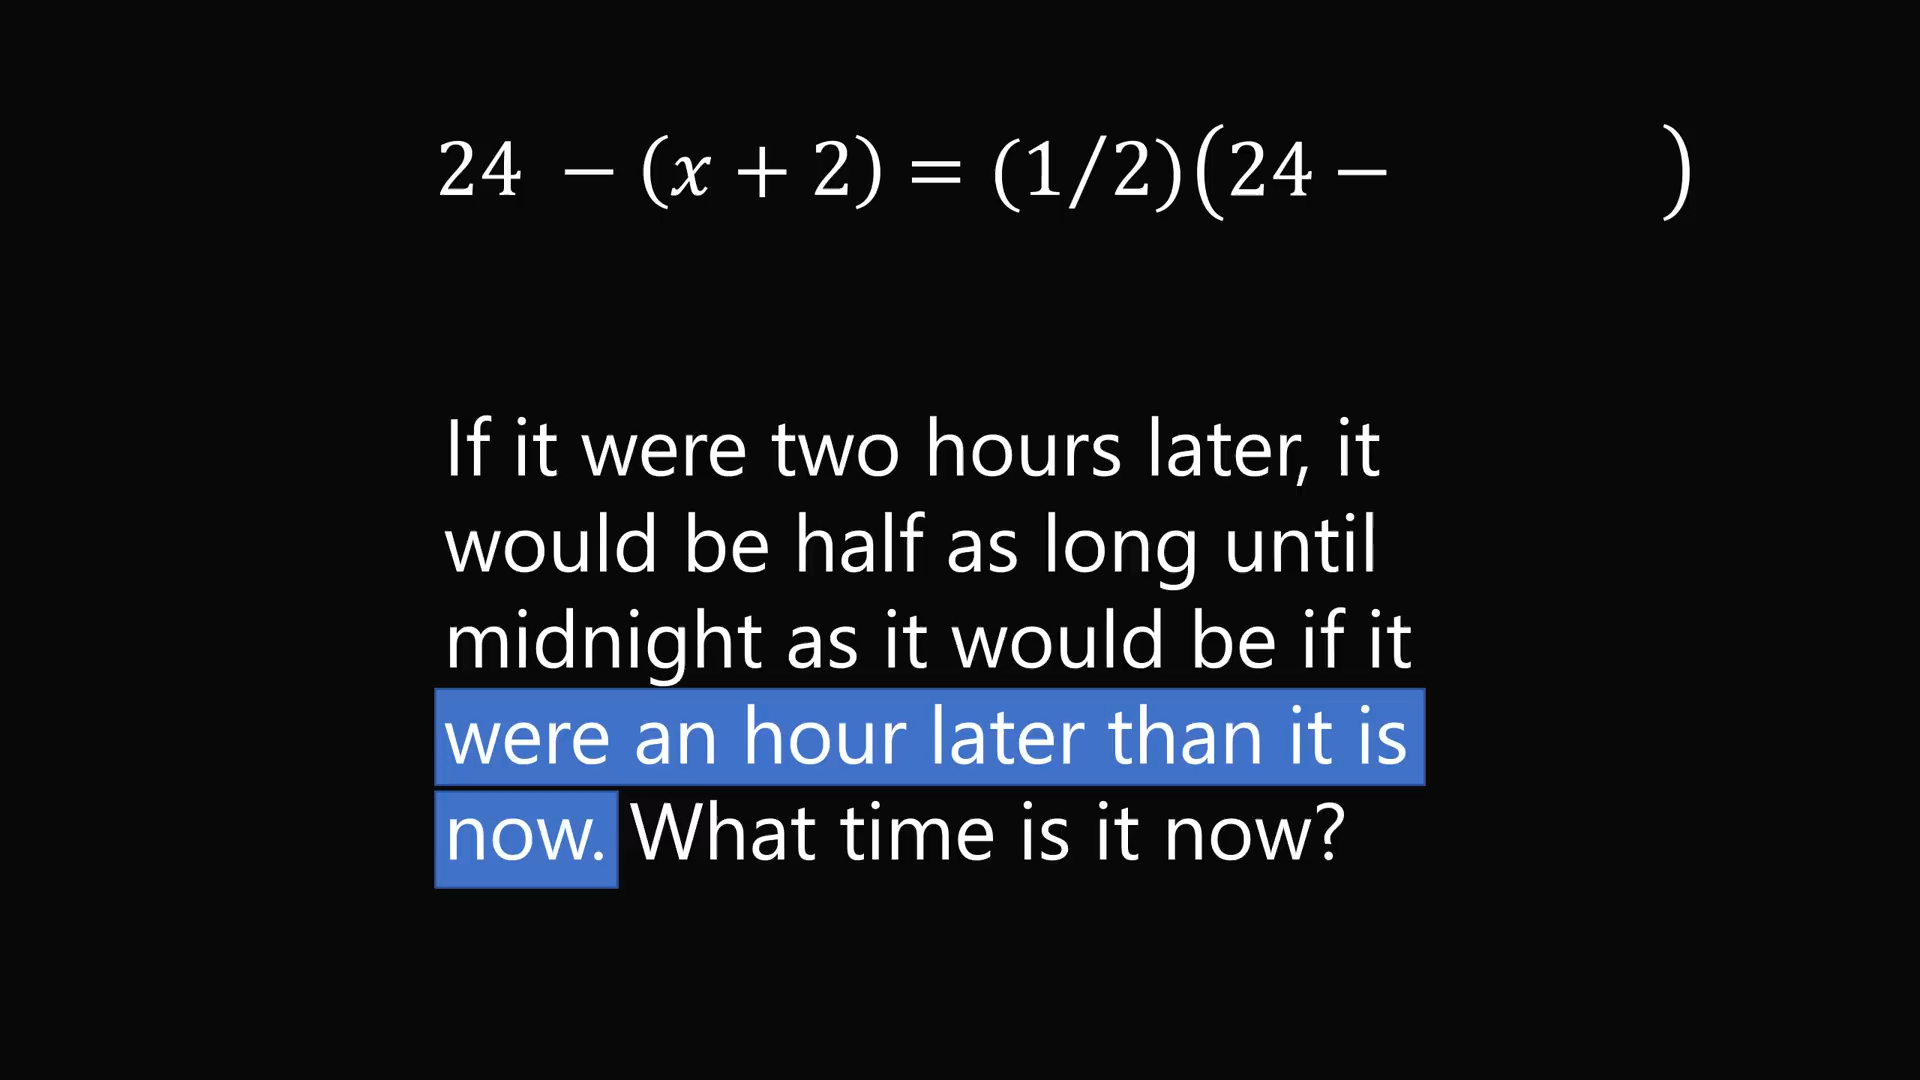 24 − (x + 2) = (1/2)(24 −          )
If it were two hours later, it
would be half as long until
midnight as it would be if it
were an hour later than it is
now. What time is it now?